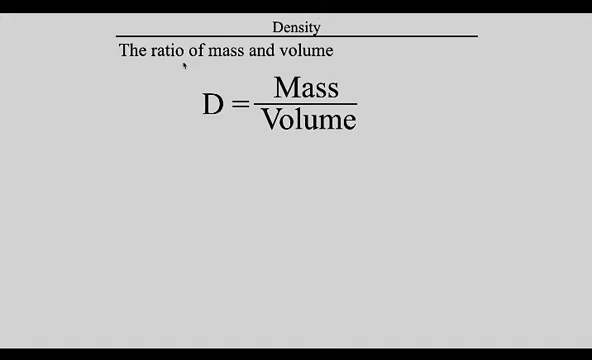 Density
The ratio of mass and volume
D = Mass
Volume